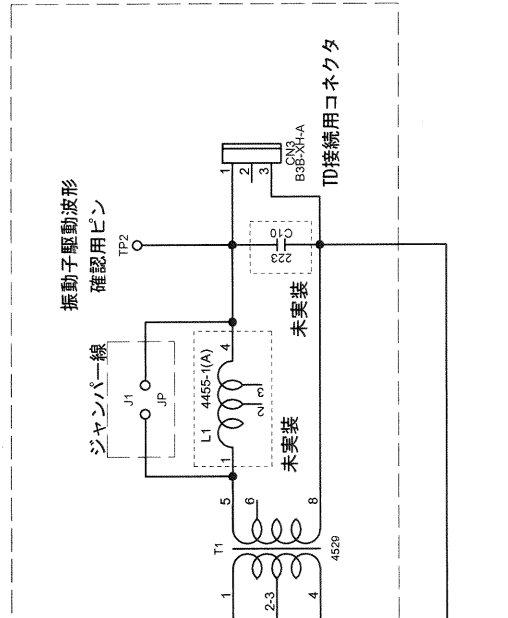 TD接続用コネクタ
CN3
B3B-XH-A
1
2
3
振動子駆動波形
確認用ピン
TP2
C10
223
未実装
ジャンパー線
J1
JP
L1
4455-1(A)
4
3
2
1
未実装
5
6
8
T1
4529
1
2-3
4